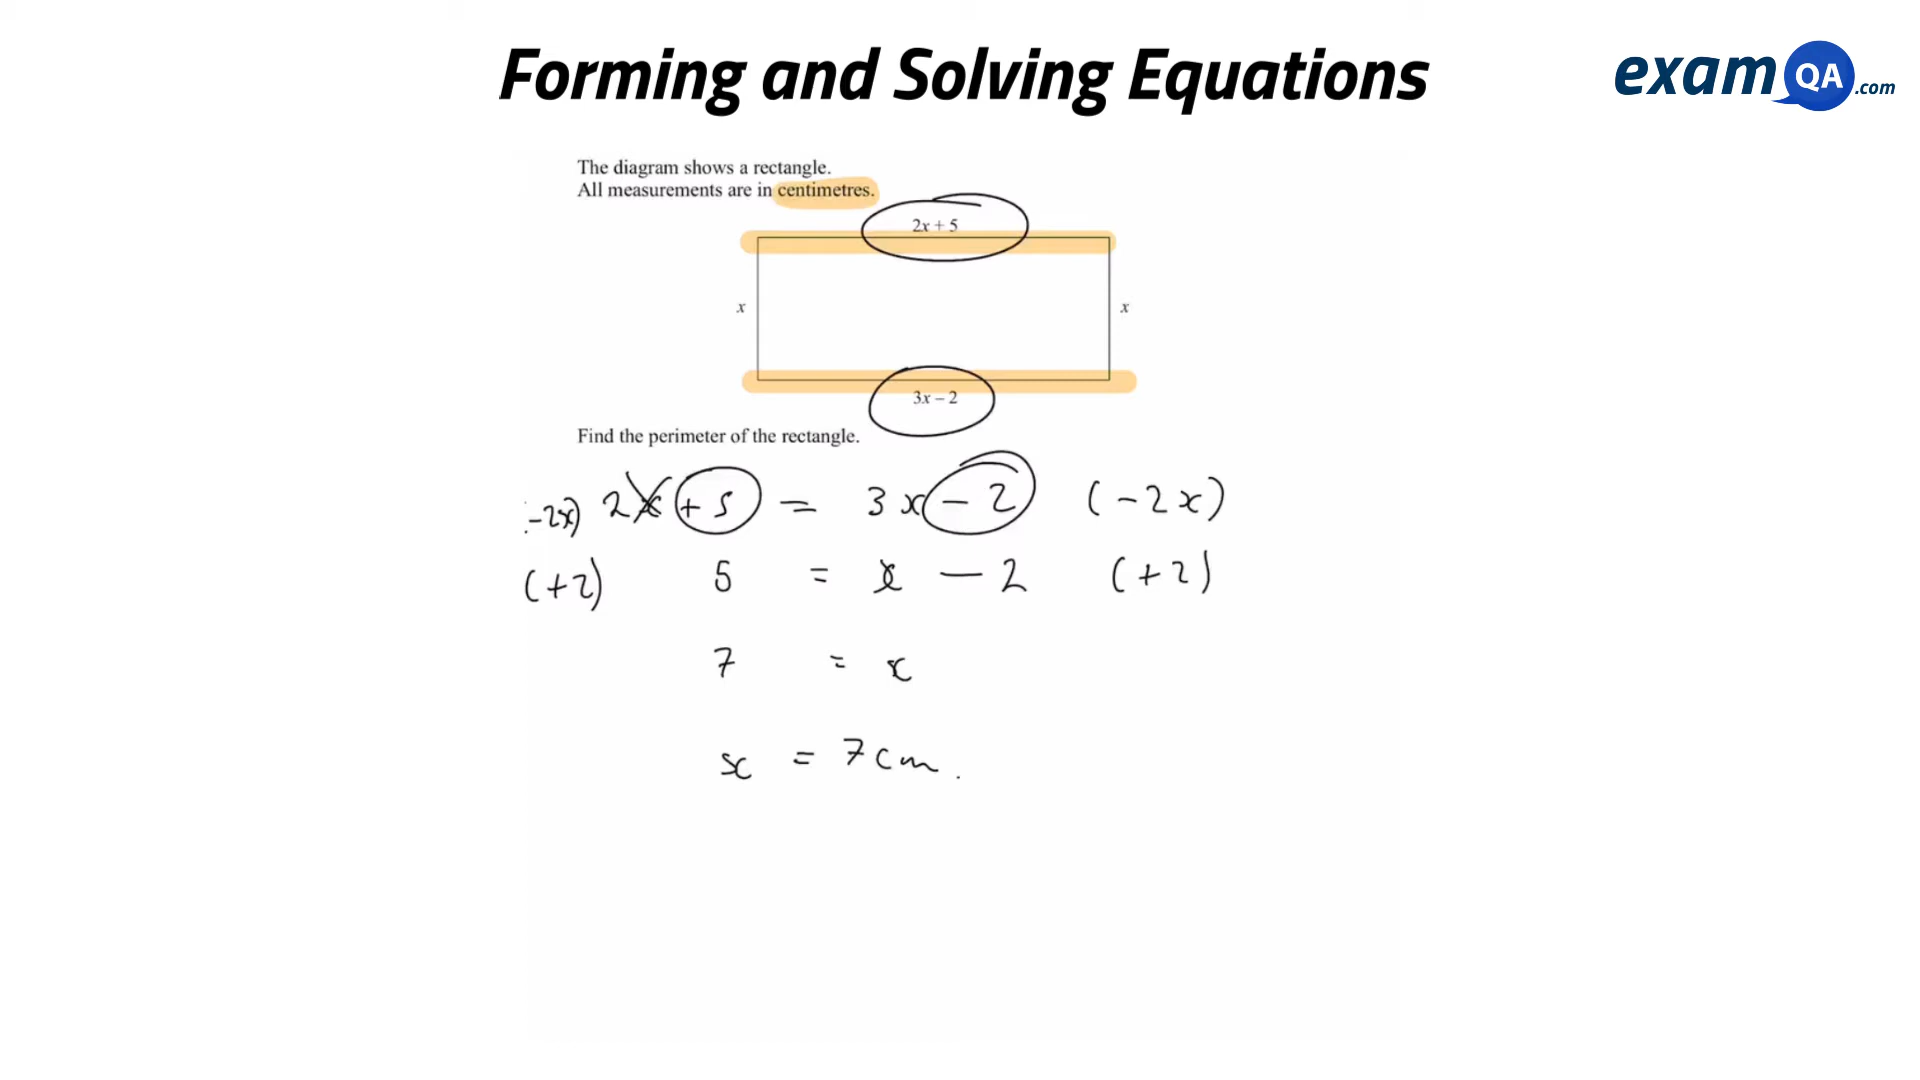 Forming and Solving Equations
examQA.com
The diagram shows a rectangle.
All measurements are in centimetres.
2x + 5
x
x
3x – 2
Find the perimeter of the rectangle.
-2x) 2x + 5 = 3x - 2 (-2x)
(+2) 5 = x - 2 (+2)
7 = x
x = 7cm.